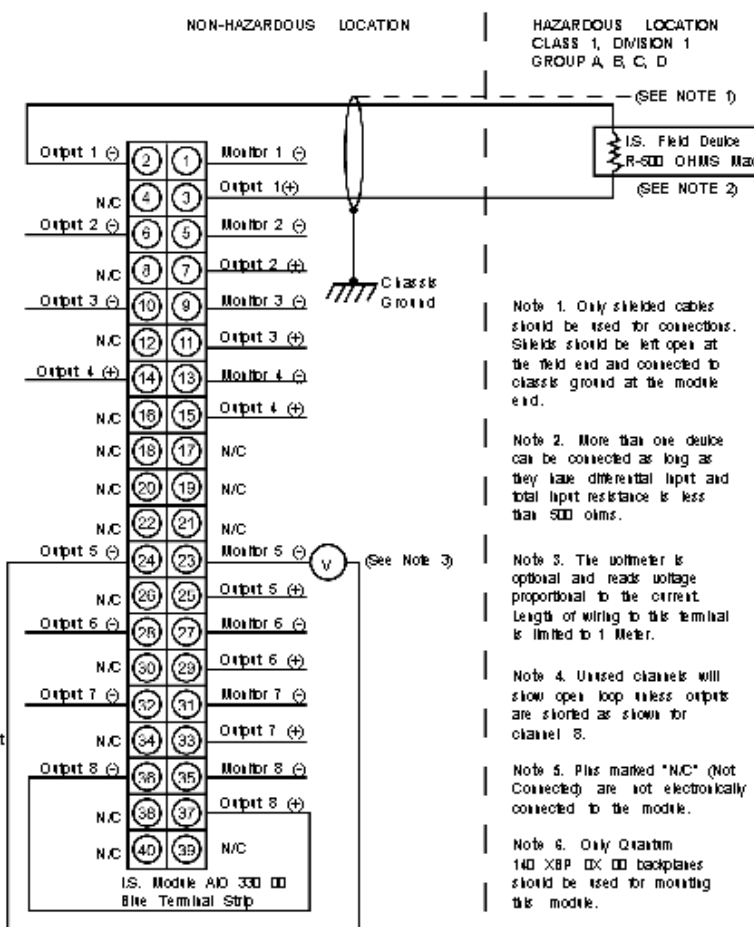 NON-HAZARDOUS LOCATION
HAZARDOUS LOCATION
CLASS 1, DIVISION 1
GROUP A, B, C, D
(SEE NOTE 1)
Output 1 (-) 2 1 Monitor 1 (-)
I.S. Field Device
R-500 OHMS Max
N/C 4 3 Output 1(+)
(SEE NOTE 2)
Output 2 (-) 6 5 Monitor 2 (-)
N/C 8 7 Output 2 (+)
Chassis
Ground
Output 3 (-) 10 9 Monitor 3 (-)
N/C 12 11 Output 3 (+)
Output 4 (+) 14 13 Monitor 4 (-)
N/C 16 15 Output 4 (+)
N/C 18 17 N/C
N/C 20 19 N/C
N/C 22 21 N/C
Output 5 (-) 24 23 Monitor 5 (-) V (See Note 3)
N/C 26 25 Output 5 (+)
Output 6 (-) 28 27 Monitor 6 (-)
N/C 30 29 Output 6 (+)
Output 7 (-) 32 31 Monitor 7 (-)
t
N/C 34 33 Output 7 (+)
Output 8 (-) 36 35 Monitor 8 (-)
N/C 38 37 Output 8 (+)
N/C 40 39 N/C
I.S. Module AIO 330 00
Blue Terminal Strip
Note 1. Only shielded cables
should be used for connections.
Shields should be left open at
the field end and connected to
chassis ground at the module
end.
Note 2. More than one device
can be connected as long as
they have differential input and
total input resistance is less
than 500 ohms.
Note 3. The voltmeter is
optional and reads voltage
proportional to the current.
Length of wiring to this terminal
is limited to 1 Meter.
Note 4. Unused channels will
show open loop unless outputs
are shorted as shown for
channel 8.
Note 5. Pins marked "N/C" (Not
Connected) are not electronically
connected to the module.
Note 6. Only Quantum
140 XBP 0X 00 backplanes
should be used for mounting
this module.